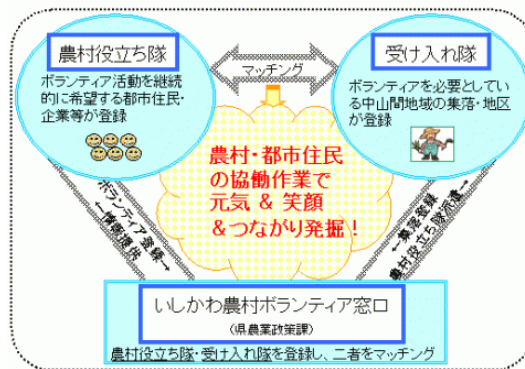 農村役立ち隊
ボランティア活動を継続
的に希望する都市住民・
企業等が登録
マッチング
受け入れ隊
ボランティアを必要としてい
る中山間地域の集落・地区
が登録
農村・都市住民
の協働作業で
元気 & 笑顔
&つながり発掘！
ボランティア登録→
←情報提供
←集落登録
農村役立ち隊派遣→
いしかわ農村ボランティア窓口
(県農業政策課)
農村役立ち隊・受け入れ隊を登録し、二者をマッチング